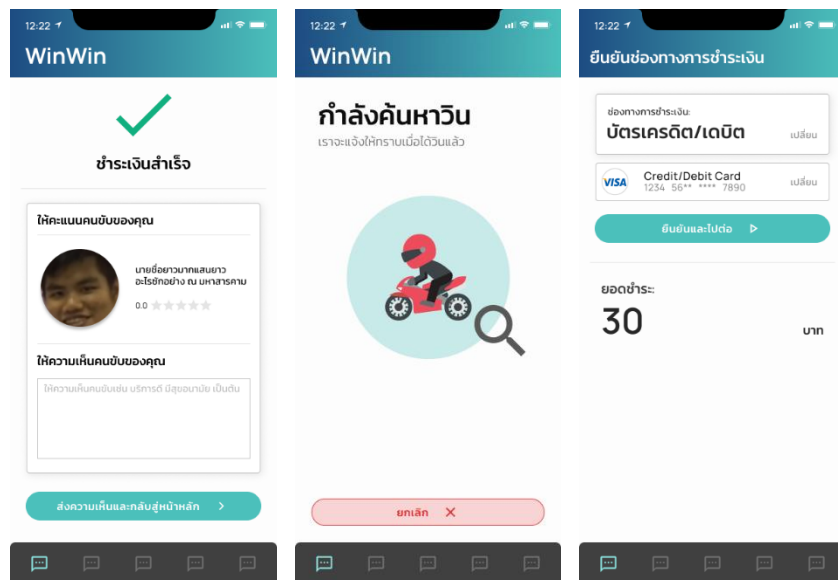 12:22
WinWin
ชำระเงินสำเร็จ
ให้คะแนนคนขับของคุณ
นายชื่อยาวมากแสนยาว
อะไรซักอย่าง ณ มหาสารคาม
0.0
ให้ความเห็นคนขับของคุณ
ให้ความเห็นคนขับเช่น บริการดี มีสุขอนามัย เป็นต้น
ส่งความเห็นและกลับสู่หน้าหลัก
12:22
WinWin
กำลังค้นหาวิน
เราจะแจ้งให้ทราบเมื่อได้วินแล้ว
ยกเลิก
12:22
ยืนยันช่องทางการชำระเงิน
ช่องทางการชำระเงิน:
บัตรเครดิต/เดบิต เปลี่ยน
VISA Credit/Debit Card เปลี่ยน
1234 56** **** 7890
ยืนยันและไปต่อ
ยอดชำระ:
30 บาท